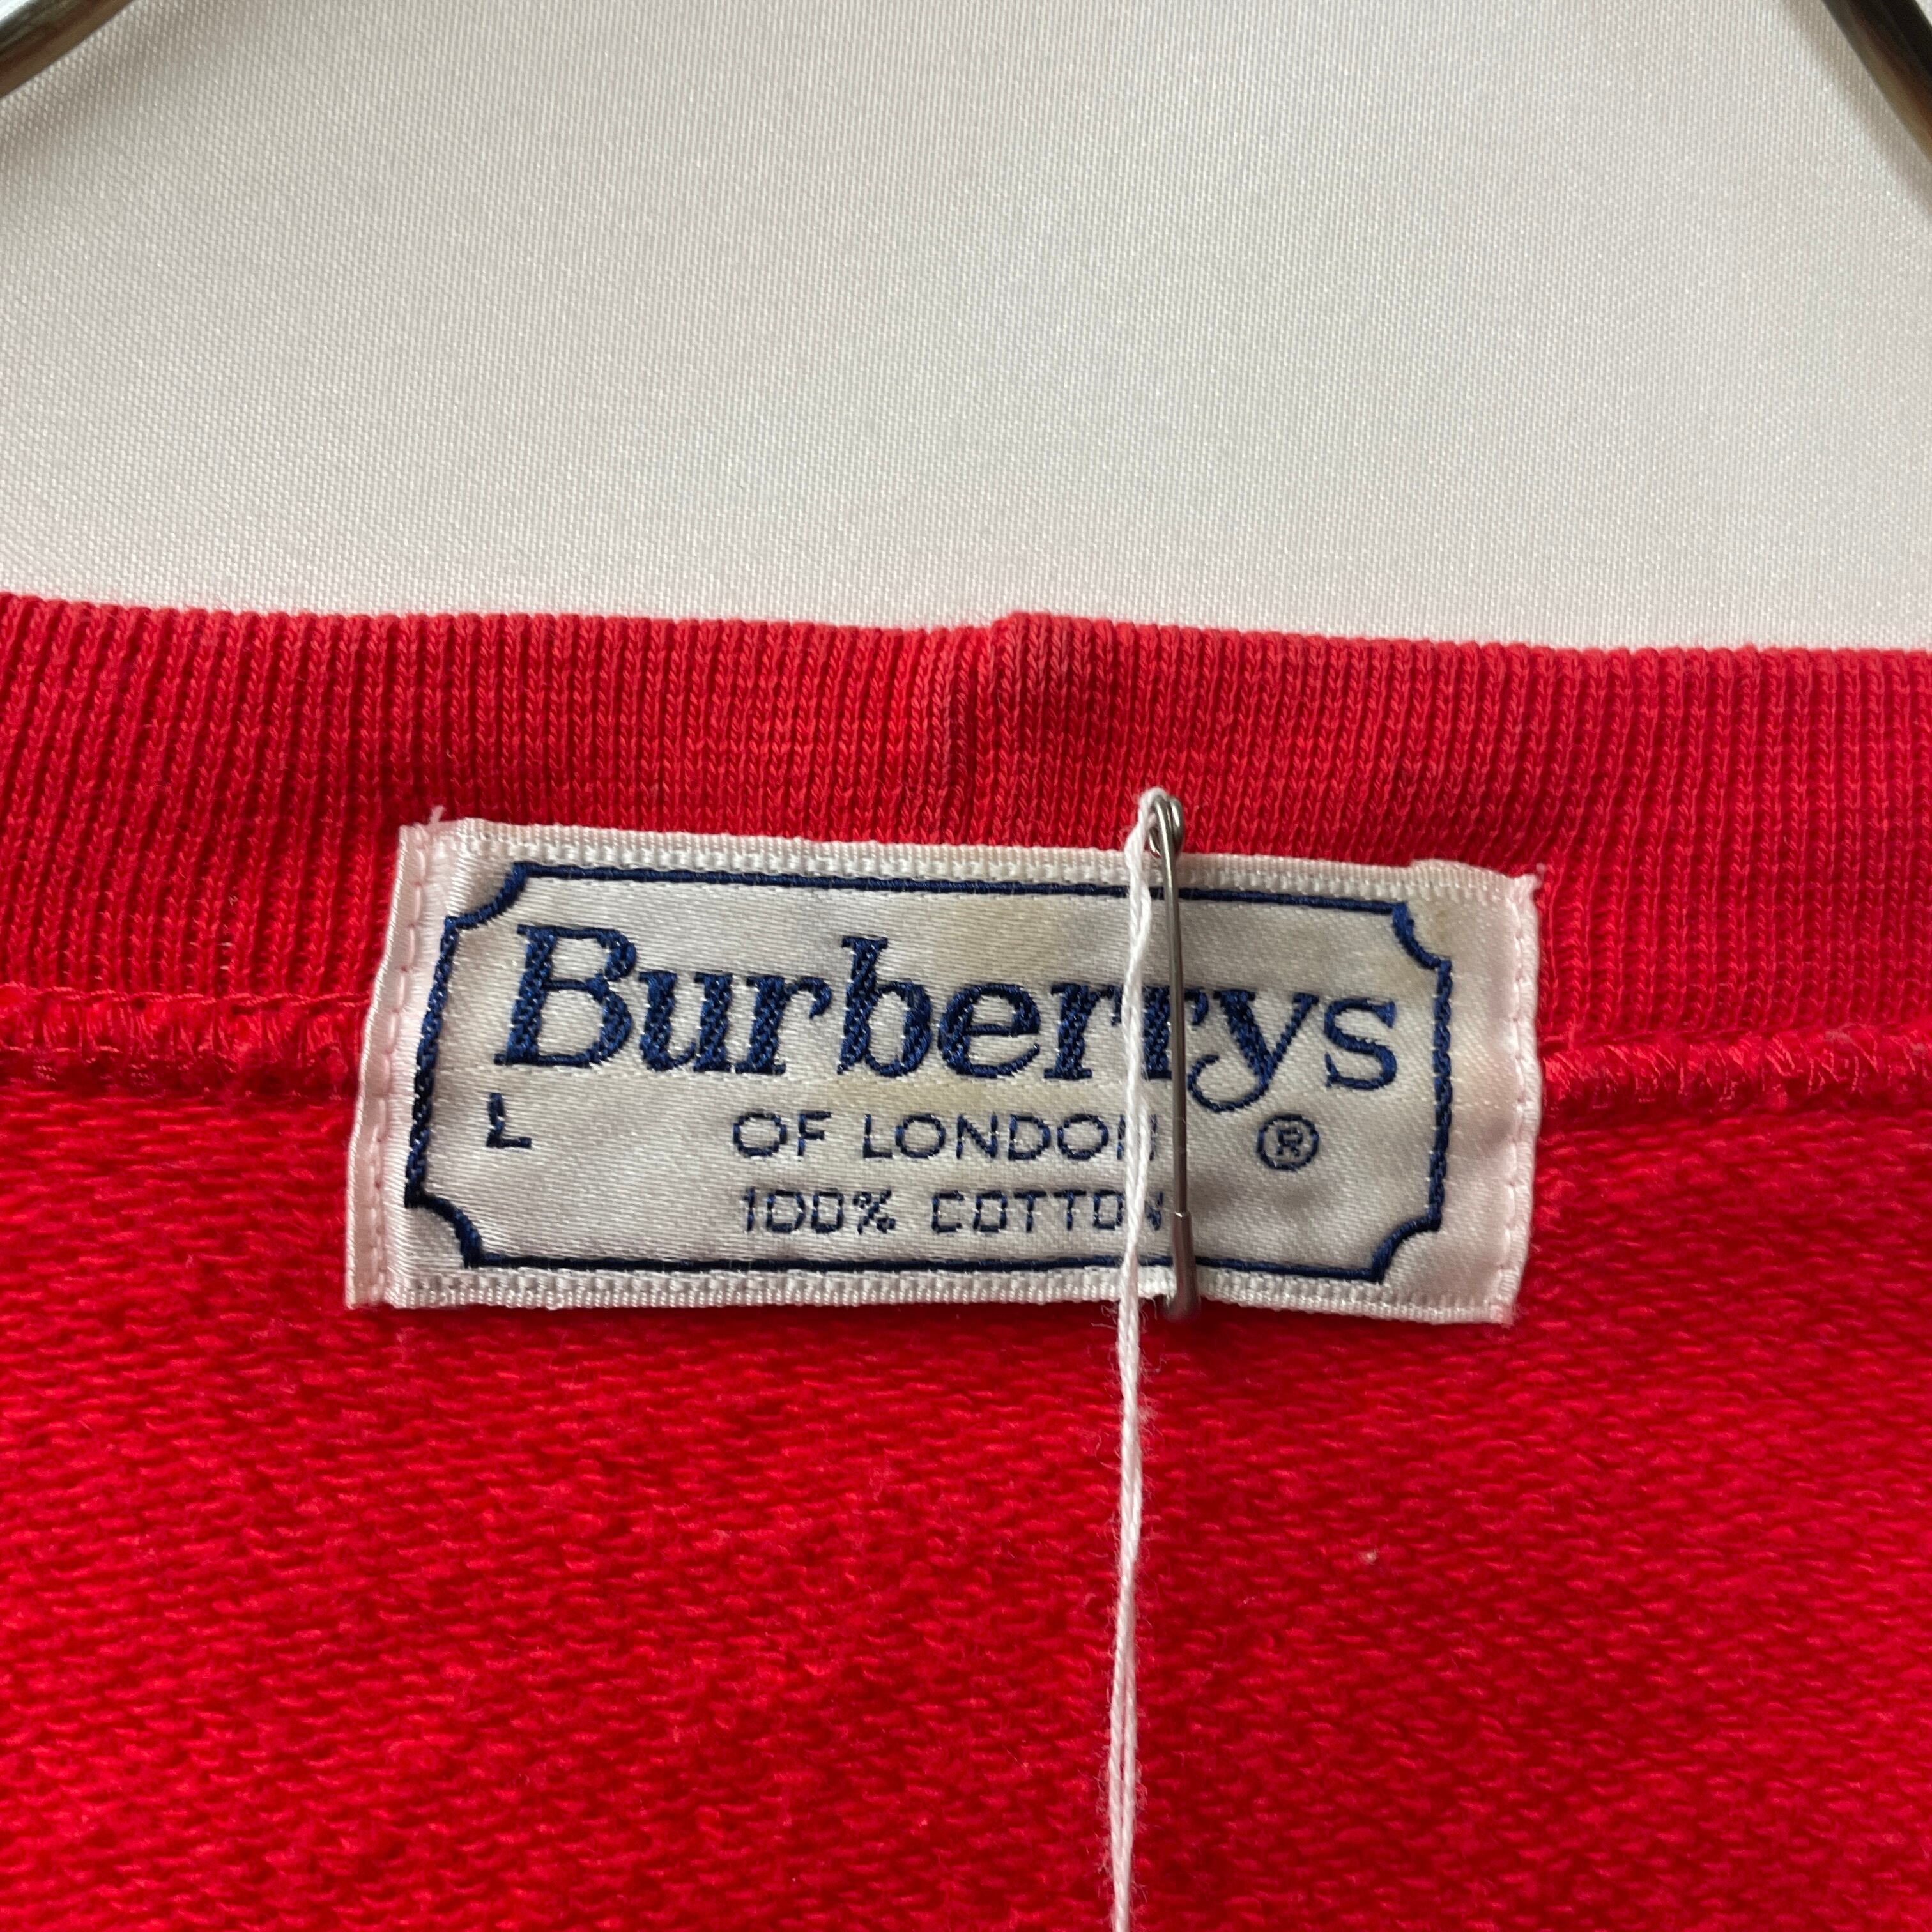 Burberrys
L OF LONDON ®
100% COTTON